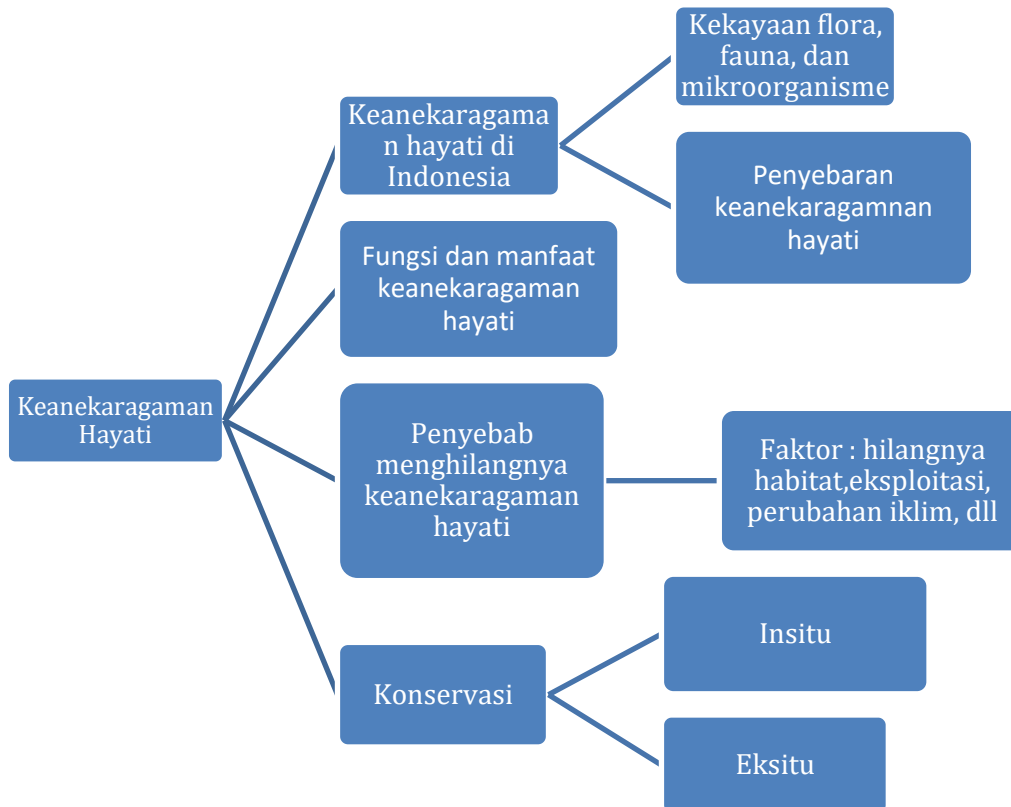 Keanekaragaman
Hayati
Keanekaragama
n hayati di
Indonesia
Kekayaan flora,
fauna, dan
mikroorganisme
Penyebaran
keanekaragamnan
hayati
Fungsi dan manfaat
keanekaragaman
hayati
Penyebab
menghilangnya
keanekaragaman
hayati
Faktor : hilangnya
habitat,eksploitasi,
perubahan iklim, dll
Konservasi
Insitu
Eksitu